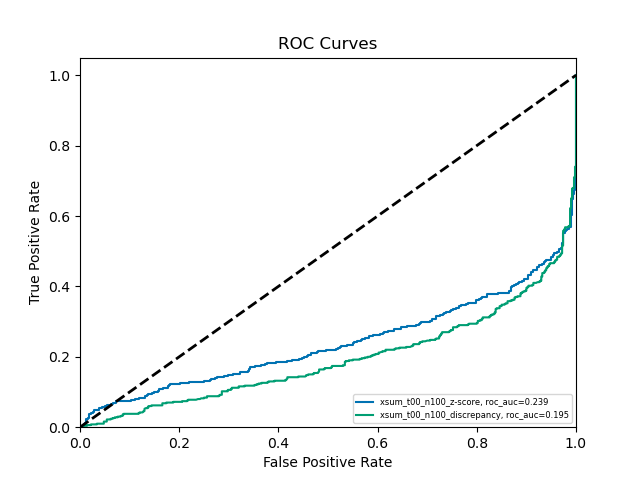 ROC Curves
True Positive Rate
1.0
0.8
0.6
0.4
0.2
0.0
xsum_t00_n100_z-score, roc_auc=0.239
xsum_t00_n100_discrepancy, roc_auc=0.195
0.0 0.2 0.4 0.6 0.8 1.0
False Positive Rate